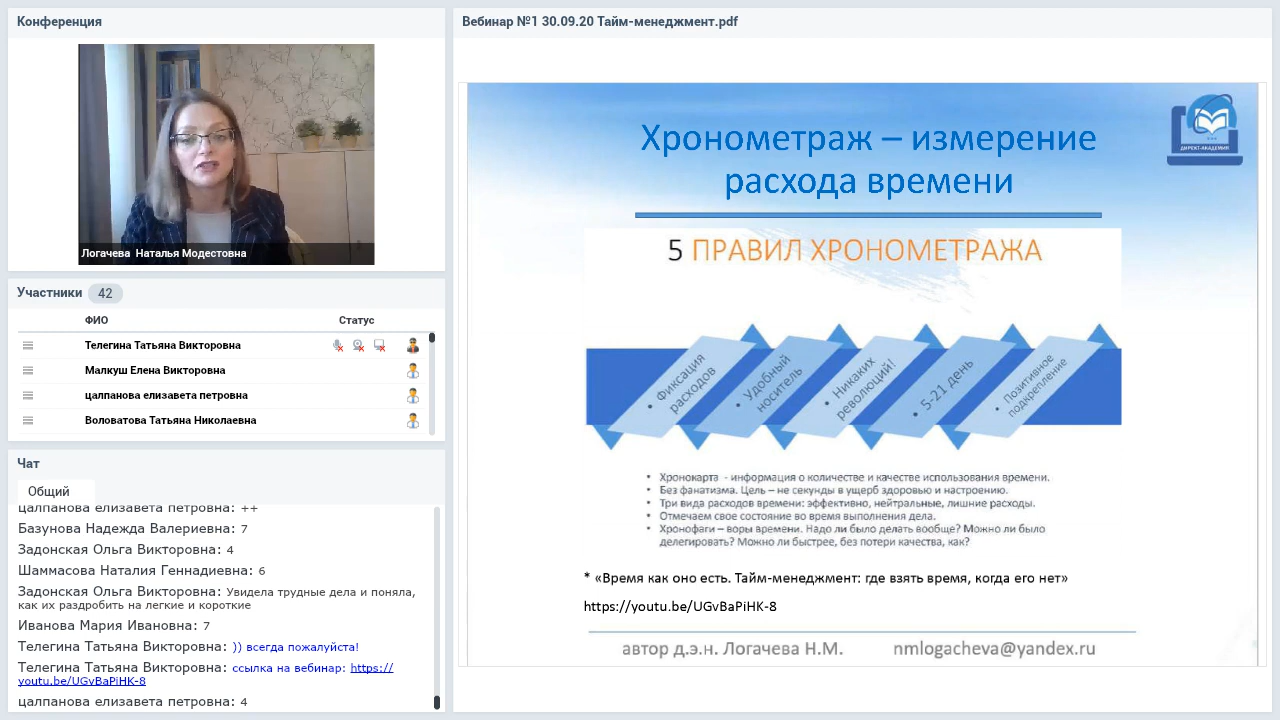 Конференция
Логачева Наталья Модестовна
Участники 42
ФИО Статус
Телегина Татьяна Викторовна
Малкуш Елена Викторовна
цалпанова елизавета петровна
Воловатова Татьяна Николаевна
Чат
Общий
цалпанова елизавета петровна: ++
Базунова Надежда Валериевна: 7
Задонская Ольга Викторовна: 4
Шаммасова Наталия Геннадиевна: 6
Задонская Ольга Викторовна: Увидела трудные дела и поняла,
как их раздробить на легкие и короткие
Иванова Мария Ивановна: 7
Телегина Татьяна Викторовна: )) всегда пожалуйста!
Телегина Татьяна Викторовна: ссылка на вебинар: https://
youtu.be/UGvBaPiHK-8
цалпанова елизавета петровна: 4
Вебинар №1 30.09.20 Тайм-менеджмент.pdf
ДИРЕКТ-АКАДЕМИЯ
Хронометраж – измерение
расхода времени
5 ПРАВИЛ ХРОНОМЕТРАЖА
• Фиксация
расходов
• Удобный
носитель
• Никаких
революций!
• 5-21 день
• Позитивное
подкрепление
• Хронокарта - информация о количестве и качестве использования времени.
• Без фанатизма. Цель – не секунды в ущерб здоровью и настроению.
• Три вида расходов времени: эффективно, нейтральные, лишние расходы.
• Отмечаем свое состояние во время выполнения дела.
• Хронофаги – воры времени. Надо ли было делать вообще? Можно ли было
делегировать? Можно ли быстрее, без потери качества, как?
* «Время как оно есть. Тайм-менеджмент: где взять время, когда его нет»
https://youtu.be/UGvBaPiHK-8
автор д.э.н. Логачева Н.М. nmlogacheva@yandex.ru